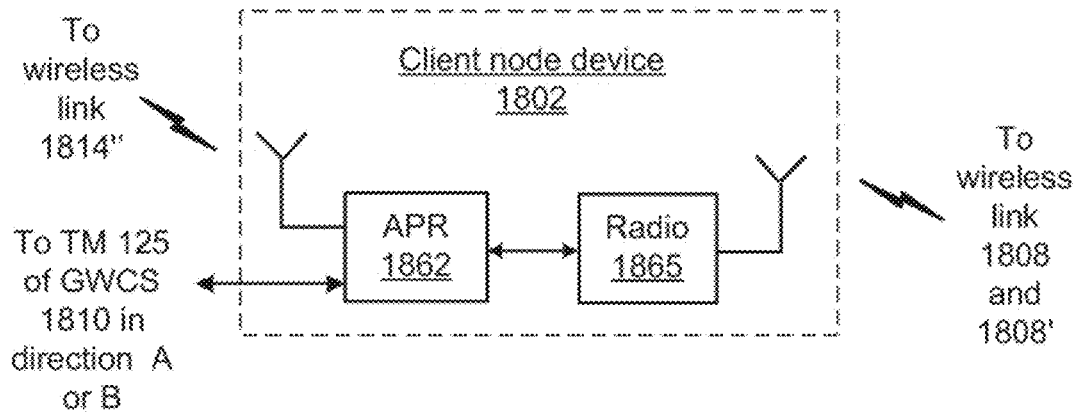 To
wireless
link
1814"
To TM 125
of GWCS
1810 in
direction A
or B
Client node device
1802
APR
1862
Radio
1865
To
wireless
link
1808
and
1808'